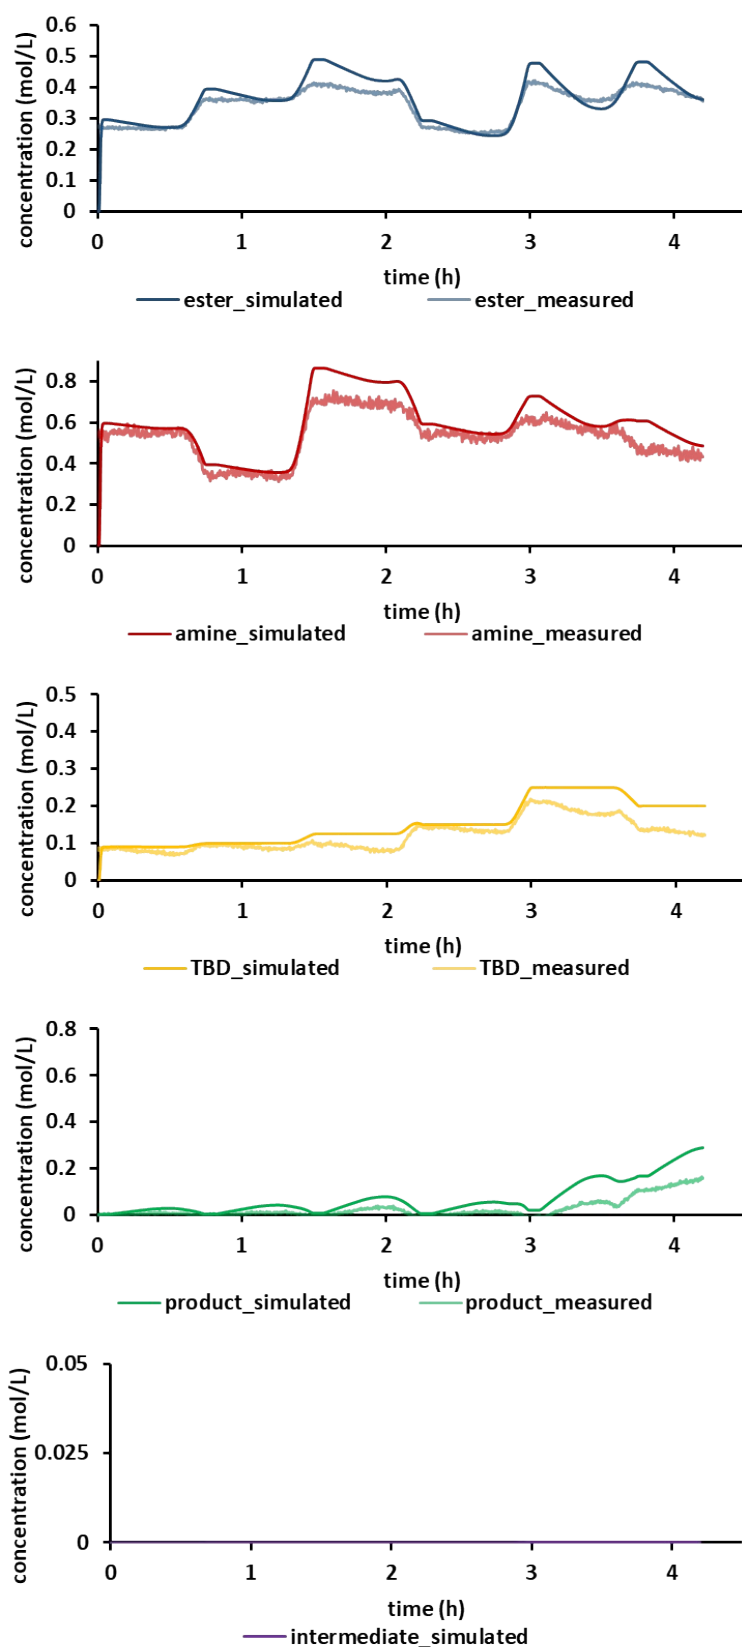 concentration (mol/L)
0.6
0.5
0.4
0.3
0.2
0.1
0
0 1 2 3 4
time (h)
ester_simulated ester_measured
concentration (mol/L)
0.8
0.6
0.4
0.2
0
0 1 2 3 4
time (h)
amine_simulated amine_measured
concentration (mol/L)
0.5
0.4
0.3
0.2
0.1
0
0 1 2 3 4
time (h)
TBD_simulated TBD_measured
concentration (mol/L)
0.8
0.6
0.4
0.2
0
0 1 2 3 4
time (h)
product_simulated product_measured
concentration (mol/L)
0.05
0.025
0
0 1 2 3 4
time (h)
intermediate_simulated